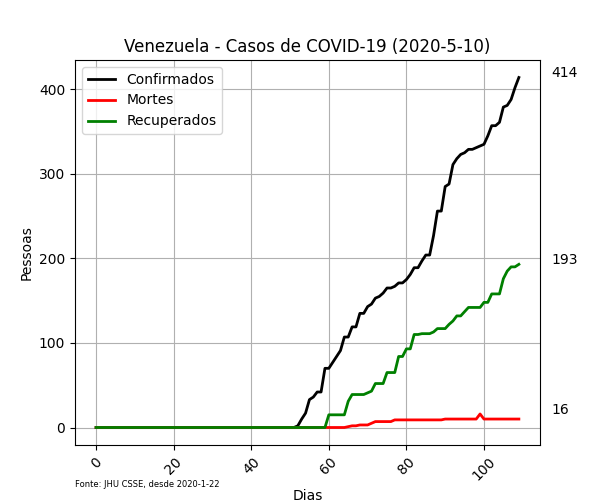 Venezuela - Casos de COVID-19 (2020-5-10)
Confirmados
Mortes
Recuperados
Pessoas
400
300
200
100
0
414
193
16
0
20
40
60
80
100
Fonte: JHU CSSE, desde 2020-1-22
Dias